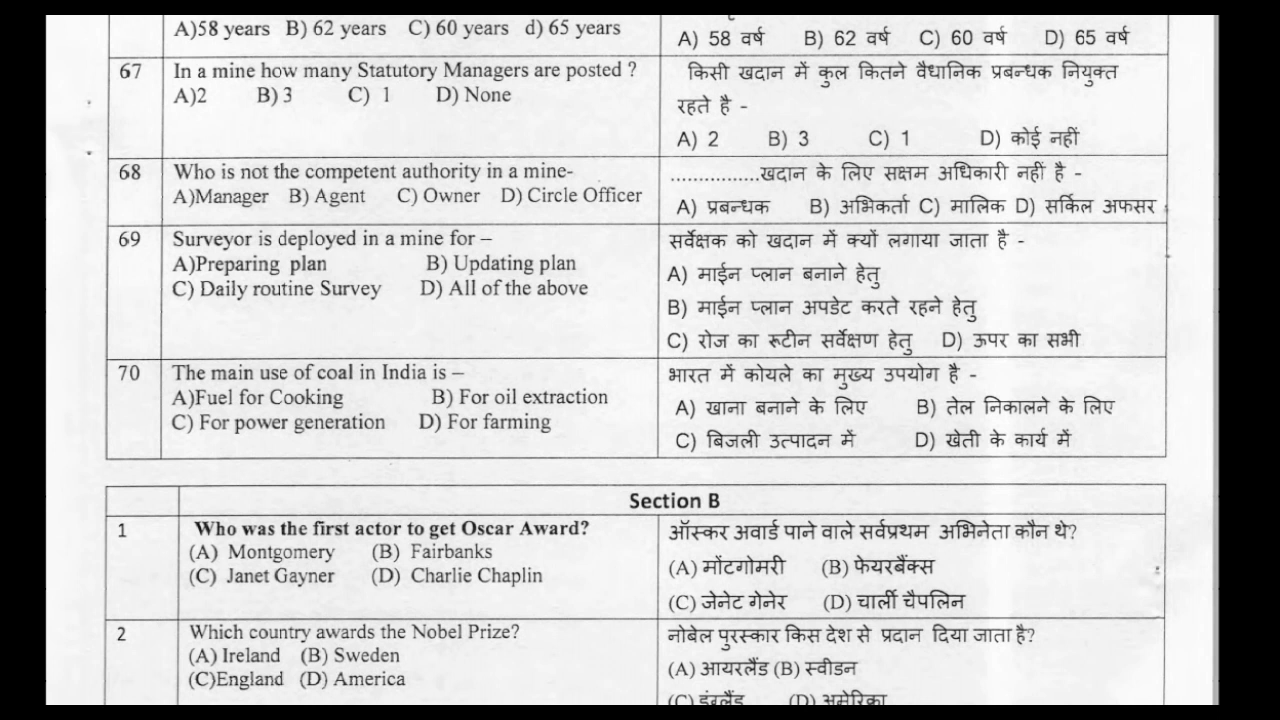 A)58 years B) 62 years C) 60 years d) 65 years
A) 58 वर्ष B) 62 वर्ष C) 60 वर्ष D) 65 वर्ष
67 In a mine how many Statutory Managers are posted ?
A)2 B) 3 C) 1 D) None
किसी खदान में कुल कितने वैधानिक प्रबन्धक नियुक्त
रहते है -
A) 2 B) 3 C) 1 D) कोई नहीं
68 Who is not the competent authority in a mine-
A)Manager B) Agent C) Owner D) Circle Officer
.................खदान के लिए सक्षम अधिकारी नहीं है -
A) प्रबन्धक B) अभिकर्ता C) मालिक D) सर्किल अफसर
69 Surveyor is deployed in a mine for –
A)Preparing plan B) Updating plan
C) Daily routine Survey D) All of the above
सर्वेक्षक को खदान में क्यों लगाया जाता है -
A) माईन प्लान बनाने हेतु
B) माईन प्लान अपडेट करते रहने हेतु
C) रोज का रूटीन सर्वेक्षण हेतु D) ऊपर का सभी
70 The main use of coal in India is –
A)Fuel for Cooking B) For oil extraction
C) For power generation D) For farming
भारत में कोयले का मुख्य उपयोग है -
A) खाना बनाने के लिए B) तेल निकालने के लिए
C) बिजली उत्पादन में D) खेती के कार्य में
Section B
1 Who was the first actor to get Oscar Award?
(A) Montgomery (B) Fairbanks
(C) Janet Gayner (D) Charlie Chaplin
ऑस्कर अवार्ड पाने वाले सर्वप्रथम अभिनेता कौन थे?
(A) मोंटगोमरी (B) फेयरबैंक्स
(C) जेनेट गेनेर (D) चार्ली चैपलिन
2 Which country awards the Nobel Prize?
(A) Ireland (B) Sweden
(C)England (D) America
नोबेल पुरस्कार किस देश से प्रदान दिया जाता है?
(A) आयरलैंड (B) स्वीडन
(C) इंग्लैंड (D) अमेरिका